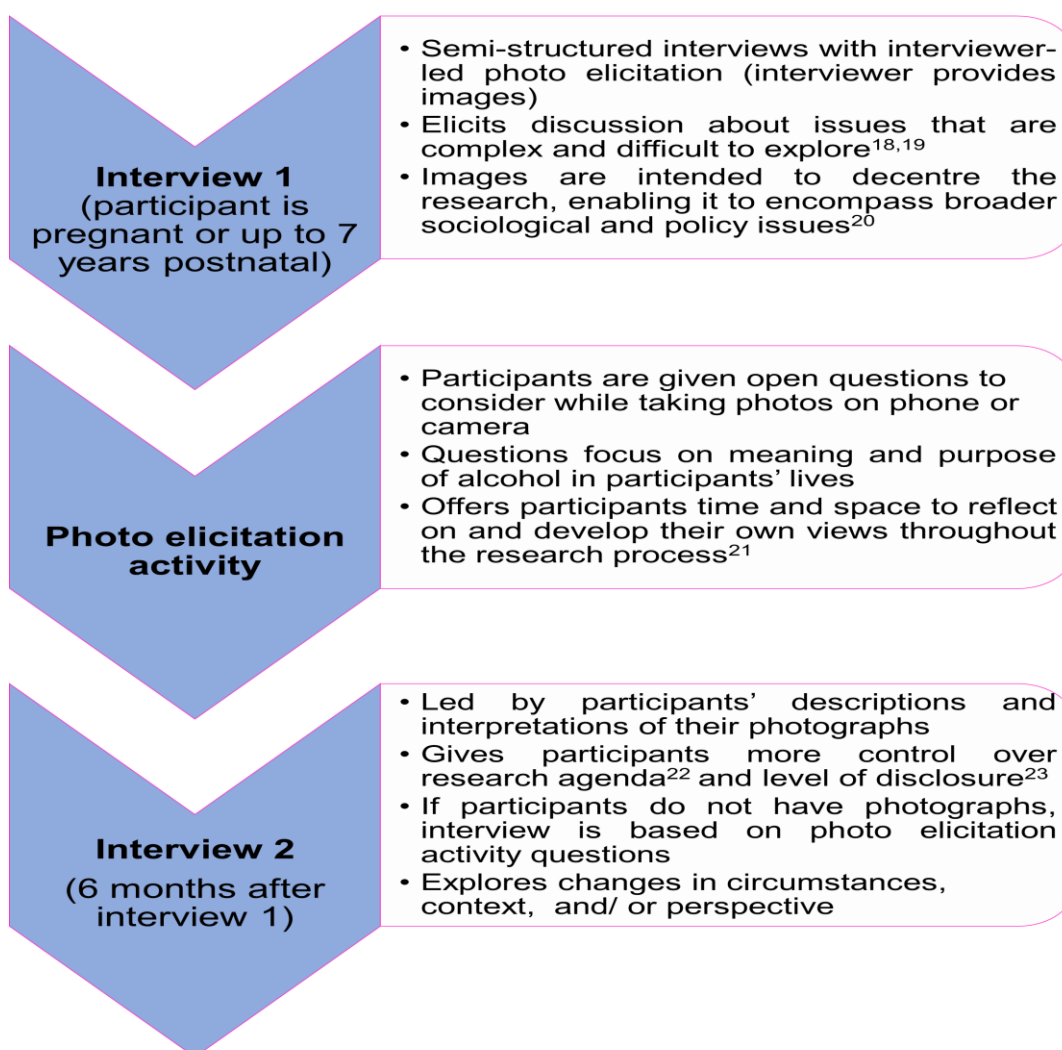 Interview 1
(participant is
pregnant or up to 7
years postnatal)
• Semi-structured interviews with interviewer-
led photo elicitation (interviewer provides
images)
• Elicits discussion about issues that are
complex and difficult to explore18,19
• Images are intended to decentre the
research, enabling it to encompass broader
sociological and policy issues20
Photo elicitation
activity
• Participants are given open questions to
consider while taking photos on phone or
camera
• Questions focus on meaning and purpose
of alcohol in participants’ lives
• Offers participants time and space to reflect
on and develop their own views throughout
the research process21
Interview 2
(6 months after
interview 1)
• Led by participants’ descriptions and
interpretations of their photographs
• Gives participants more control over
research agenda22 and level of disclosure23
• If participants do not have photographs,
interview is based on photo elicitation
activity questions
• Explores changes in circumstances,
context, and/ or perspective